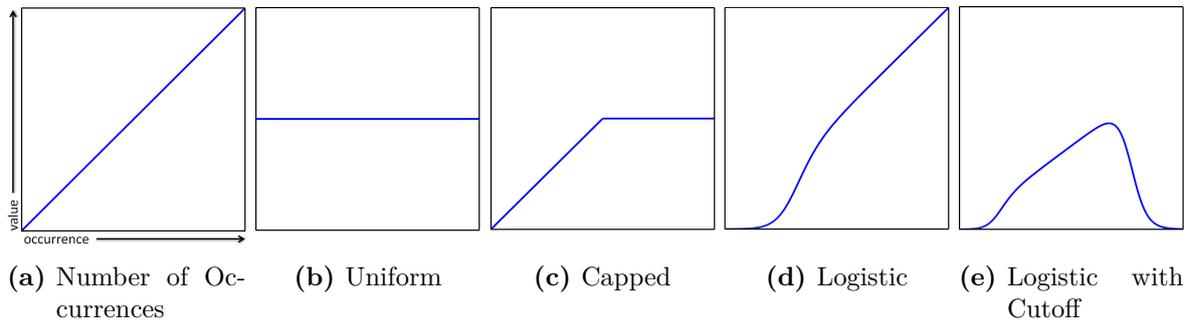 value
occurrence
(a) Number of Oc-
currences
(b) Uniform
(c) Capped
(d) Logistic
(e) Logistic with
Cutoff